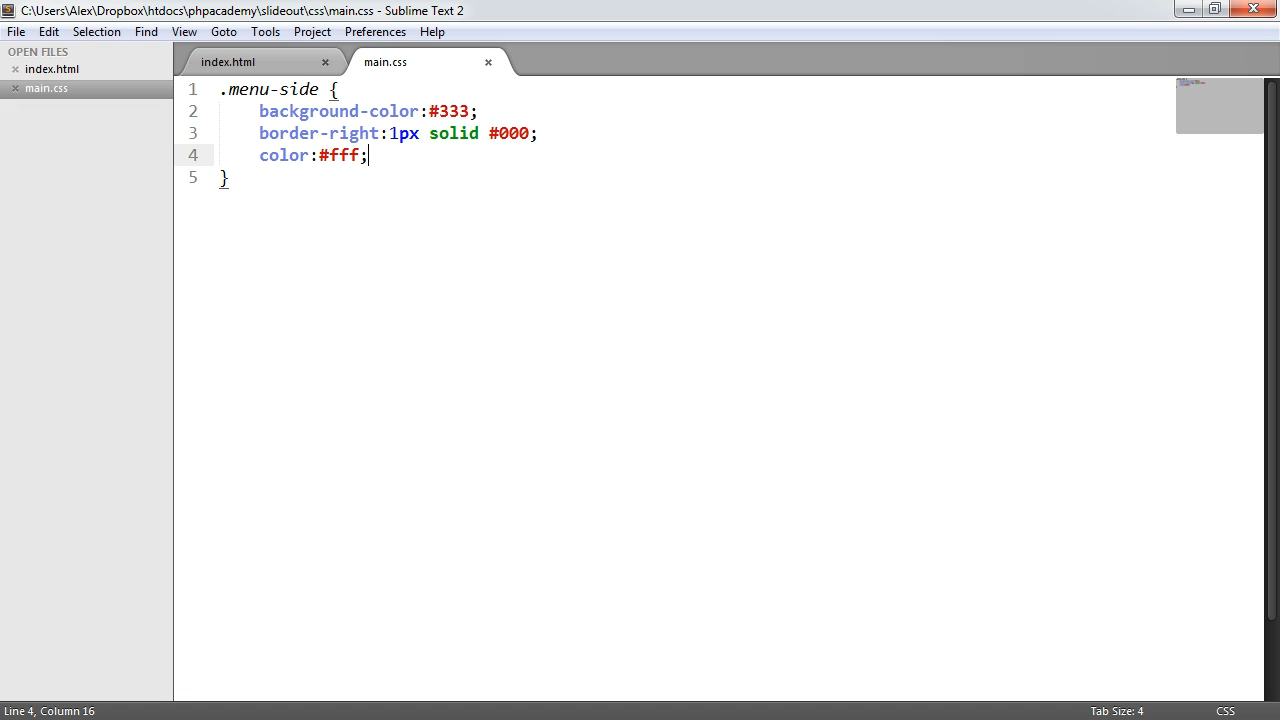 C:\Users\Alex\Dropbox\htdocs\phpacademy\slideout\css\main.css - Sublime Text 2
File Edit Selection Find View Goto Tools Project Preferences Help
OPEN FILES
index.html
main.css
index.html main.css
1 .menu-side {
2 background-color:#333;
3 border-right:1px solid #000;
4 color:#fff;
5 }
Line 4, Column 16 Tab Size: 4 CSS